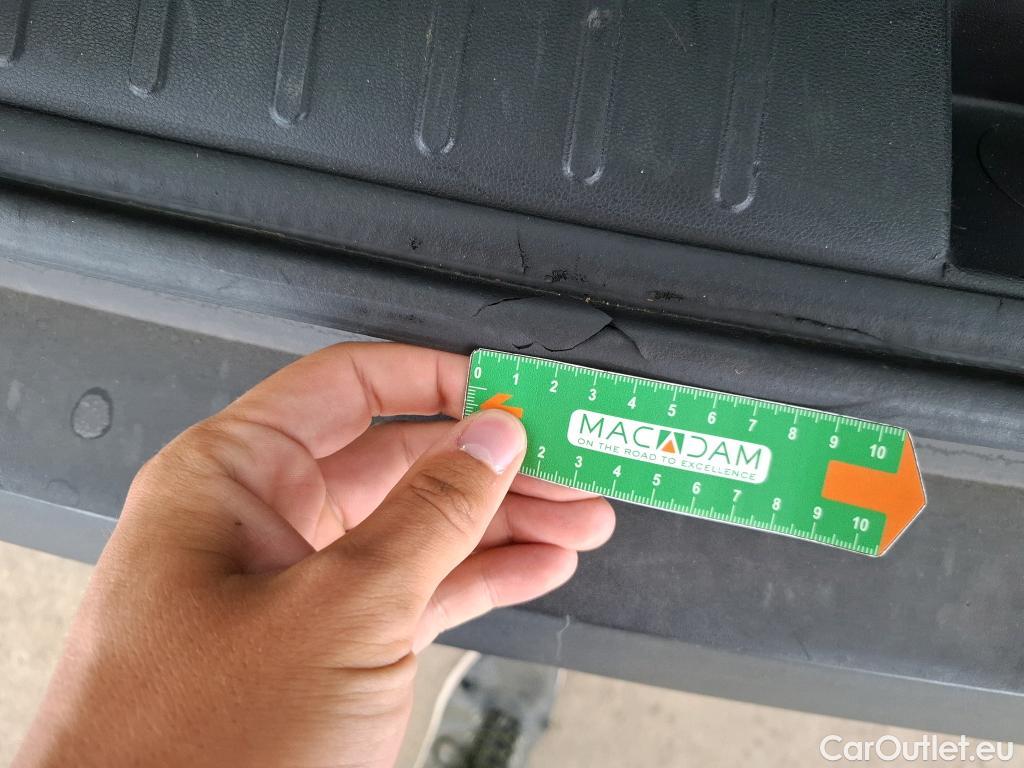 0 1 2 3 4 5 6 7 8 9 10
MACADAM
ON THE ROAD TO EXCELLENCE
2 3 4 5 6 7 8 9 10
CarOutlet.eu